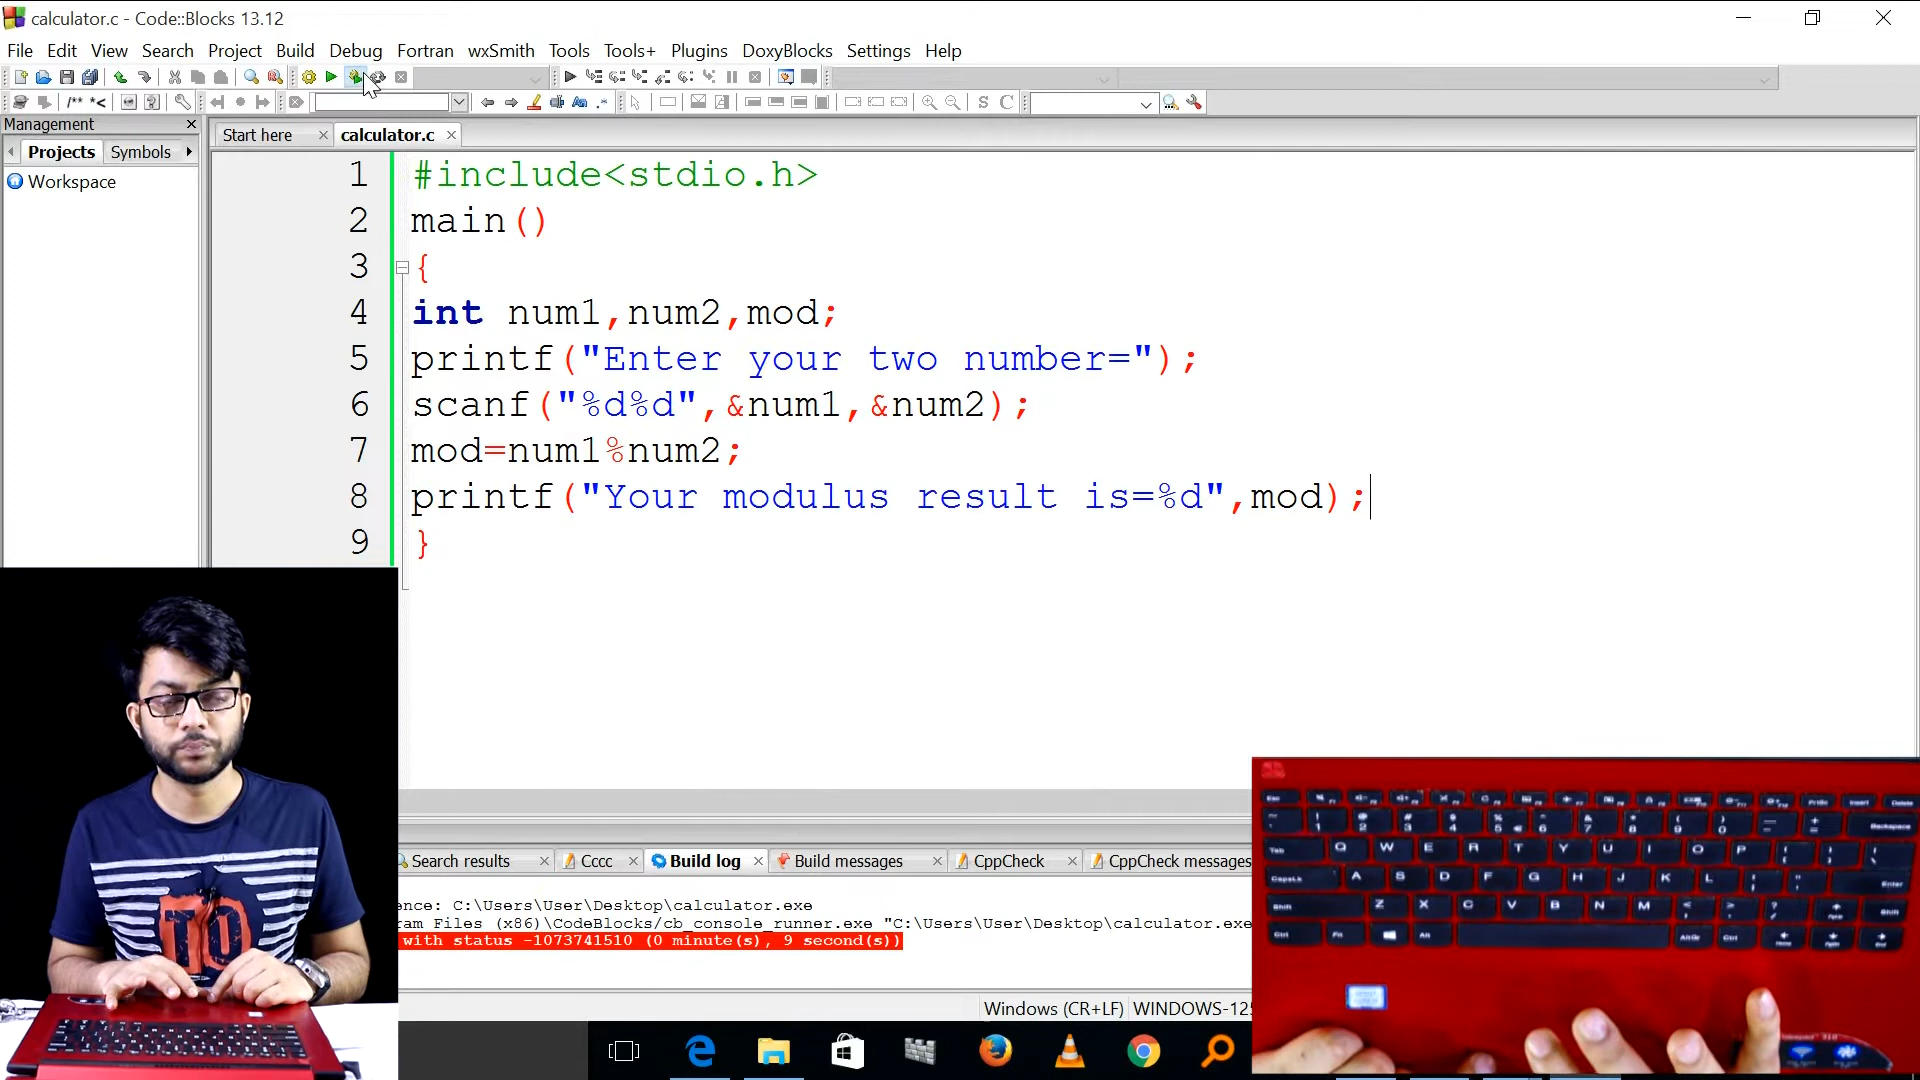 calculator.c - Code::Blocks 13.12
File Edit View Search Project Build Debug Fortran wxSmith Tools Tools+ Plugins DoxyBlocks Settings Help
/** *<
S C
Management
Start here calculator.c
Projects Symbols
Workspace
1 #include<stdio.h>
2 main()
3 {
4 int num1,num2,mod;
5 printf("Enter your two number=");
6 scanf("%d%d",&num1,&num2);
7 mod=num1%num2;
8 printf("Your modulus result is=%d",mod);
9 }
Search results Cccc Build log Build messages CppCheck CppCheck messages
ence: C:\Users\User\Desktop\calculator.exe
ram Files (x86)\CodeBlocks/cb_console_runner.exe "C:\Users\User\Desktop\calculator.exe
with status -1073741510 (0 minute(s), 9 second(s))
Windows (CR+LF) WINDOWS-125
Q W E R T Y U I O P
A S D F G H J K L
Z X C V B N M